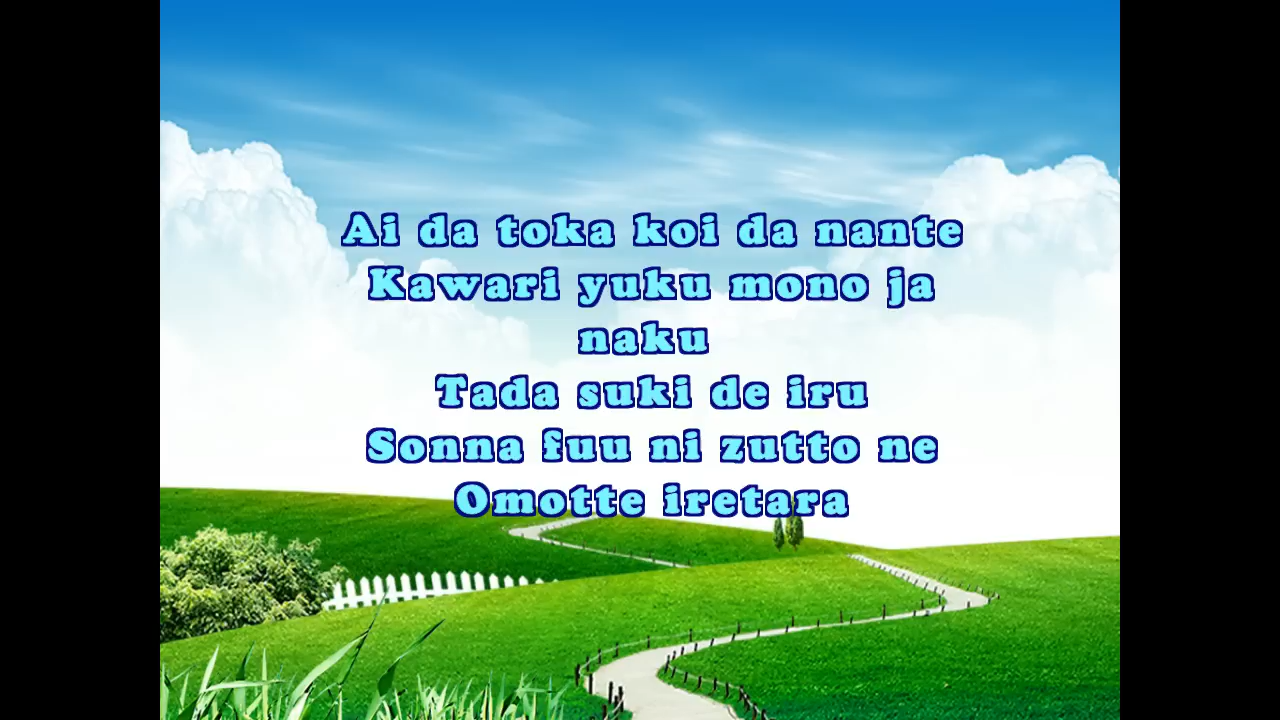 Ai da toka koi da nante
Kawari yuku mono ja
naku
Tada suki de iru
Sonna fuu ni zutto ne
Omotte iretara